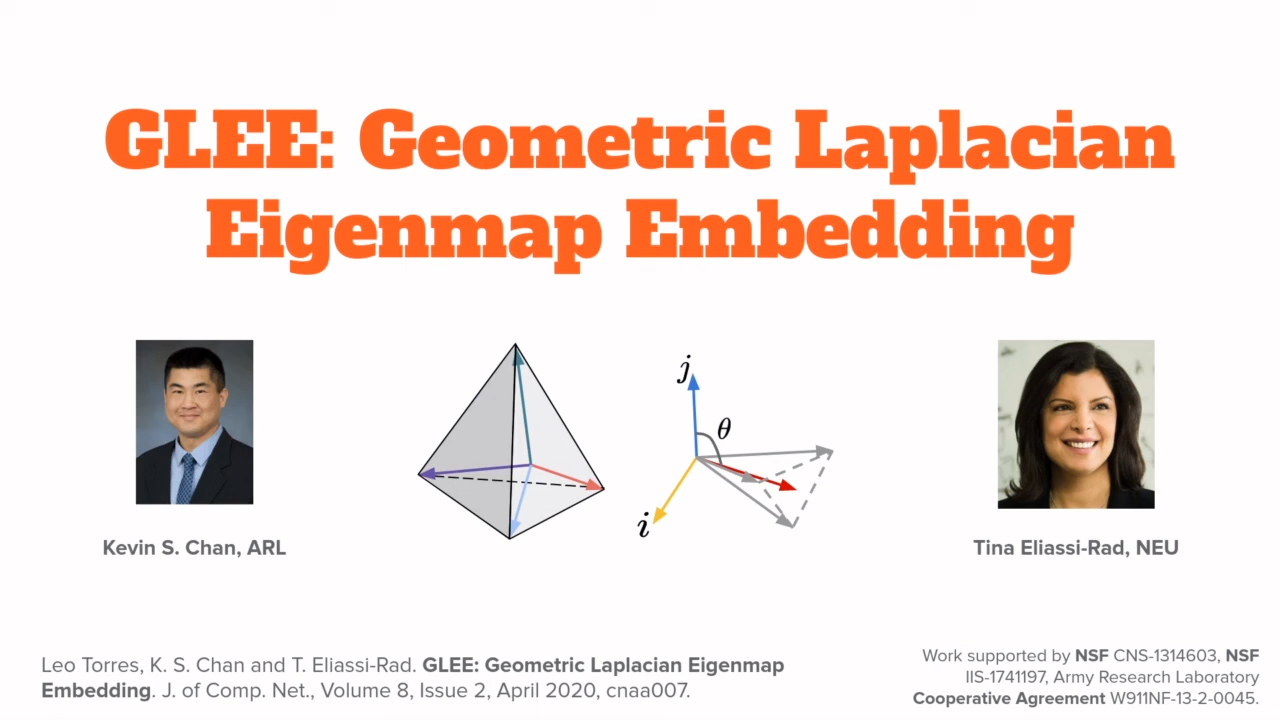 GLEE: Geometric Laplacian
Eigenmap Embedding
j
θ
i
Kevin S. Chan, ARL
Tina Eliassi-Rad, NEU
Leo Torres, K. S. Chan and T. Eliassi-Rad. GLEE: Geometric Laplacian Eigenmap
Embedding. J. of Comp. Net., Volume 8, Issue 2, April 2020, cnaa007.
Work supported by NSF CNS-1314603, NSF
IIS-1741197, Army Research Laboratory
Cooperative Agreement W911NF-13-2-0045.